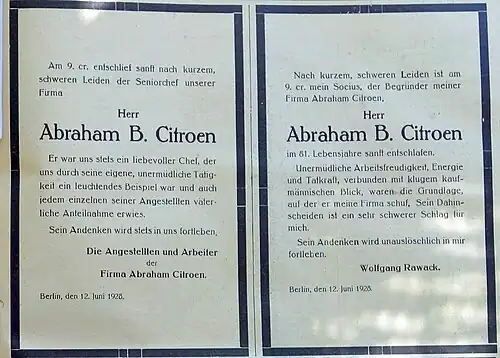 Am 9. cr. entschlief sanft nach kurzem,
schweren Leiden der Seniorchef unserer
Firma
Herr
Abraham B. Citroen
Er war uns stets ein liebevoller Chef, der
uns durch seine eigene, unermüdliche Tätig-
keit ein leuchtendes Beispiel war und auch
jedem einzelnen seiner Angestellten väter-
liche Anteilnahme erwies.
Sein Andenken wird stets in uns fortleben.
Die Angestellten und Arbeiter
der
Firma Abraham Citroen.
Berlin, den 12. Juni 1928.
Nach kurzem, schweren Leiden ist am
9. cr. mein Socius, der Begründer meiner
Firma Abraham Citroen,
Herr
Abraham B. Citroen
im 61. Lebensjahre sanft entschlafen.
Unermüdliche Arbeitsfreudigkeit, Energie
und Tatkraft, verbunden mit klugem kauf-
männischen Blick, waren die Grundlage,
auf der er meine Firma schuf. Sein Dahin-
scheiden ist ein sehr schwerer Schlag für
mich.
Sein Andenken wird unauslöschlich in mir
fortleben.
Wolfgang Rawack.
Berlin, den 12. Juni 1928.